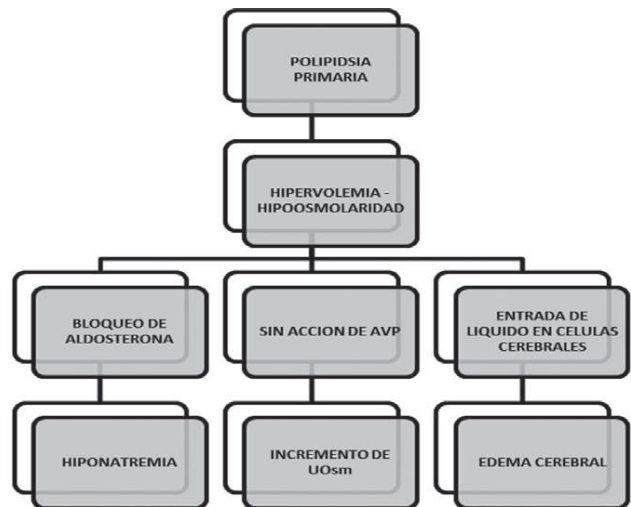 POLIPIDSIA
PRIMARIA
HIPERVOLEMIA -
HIPOOSMOLARIDAD
BLOQUEO DE
ALDOSTERONA
SIN ACCION DE AVP
ENTRADA DE
LIQUIDO EN CELULAS
CEREBRALES
HIPONATREMIA
INCREMENTO DE
UOsm
EDEMA CEREBRAL